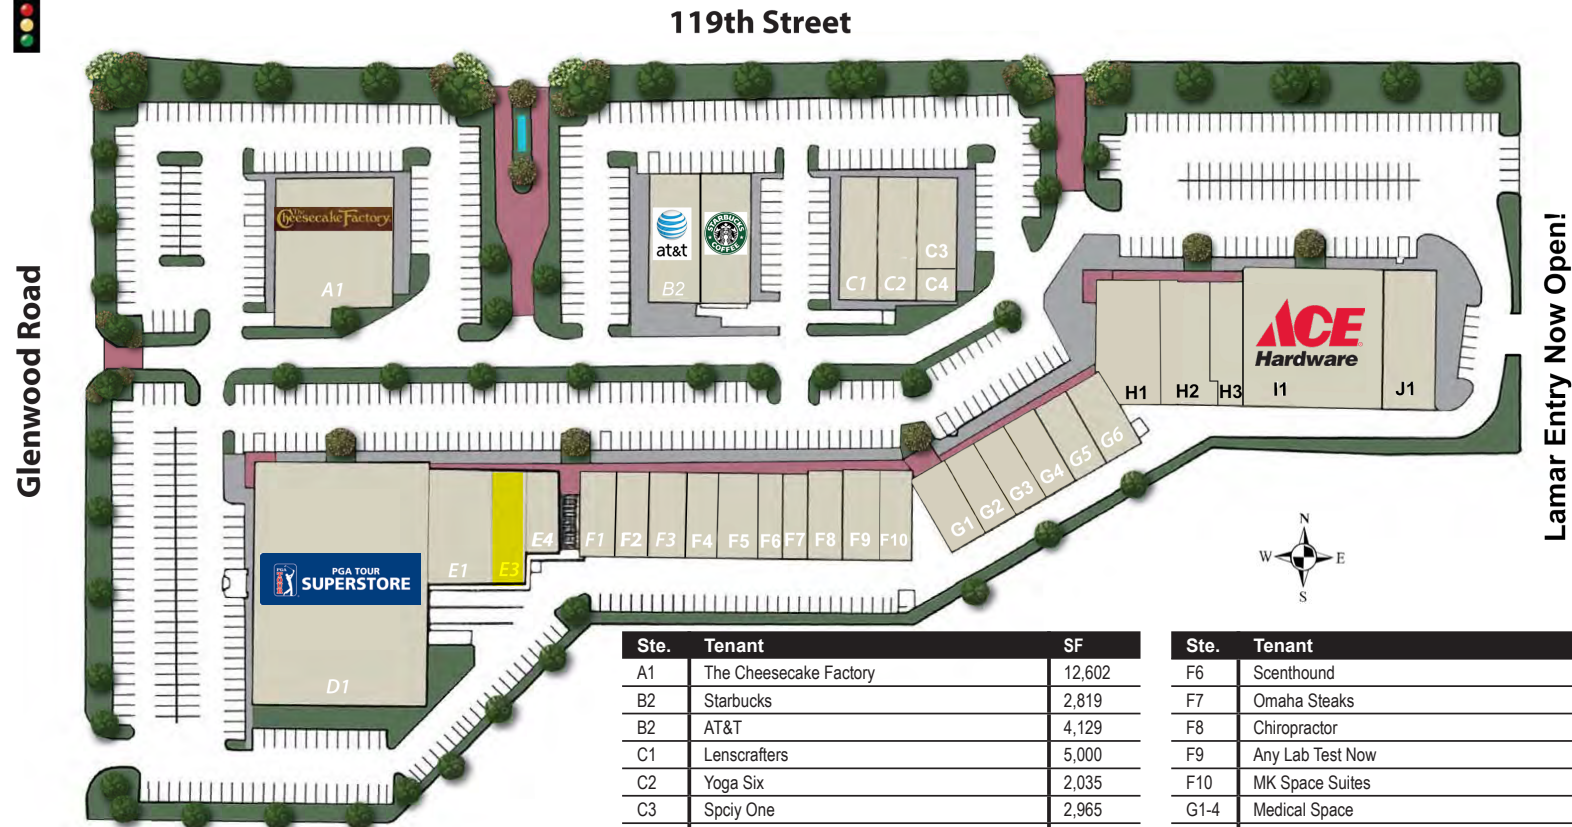 119th Street
Glenwood Road
Lamar Entry Now Open!
The
Cheesecake Factory
A1
at&t
B2
STARBUCKS
COFFEE
C1
C2
C3
C4
ACE
Hardware
H1
H2
H3
I1
J1
G1
G2
G3
G4
G5
G6
PGA TOUR
SUPERSTORE
D1
E1
E3
E4
F1
F2
F3
F4
F5
F6
F7
F8
F9
F10
N
W
E
S
Ste. Tenant SF
A1 The Cheesecake Factory 12,602
B2 Starbucks 2,819
B2 AT&T 4,129
C1 Lenscrafters 5,000
C2 Yoga Six 2,035
C3 Spciy One 2,965
Ste. Tenant
F6 Scenthound
F7 Omaha Steaks
F8 Chiropractor
F9 Any Lab Test Now
F10 MK Space Suites
G1-4 Medical Space